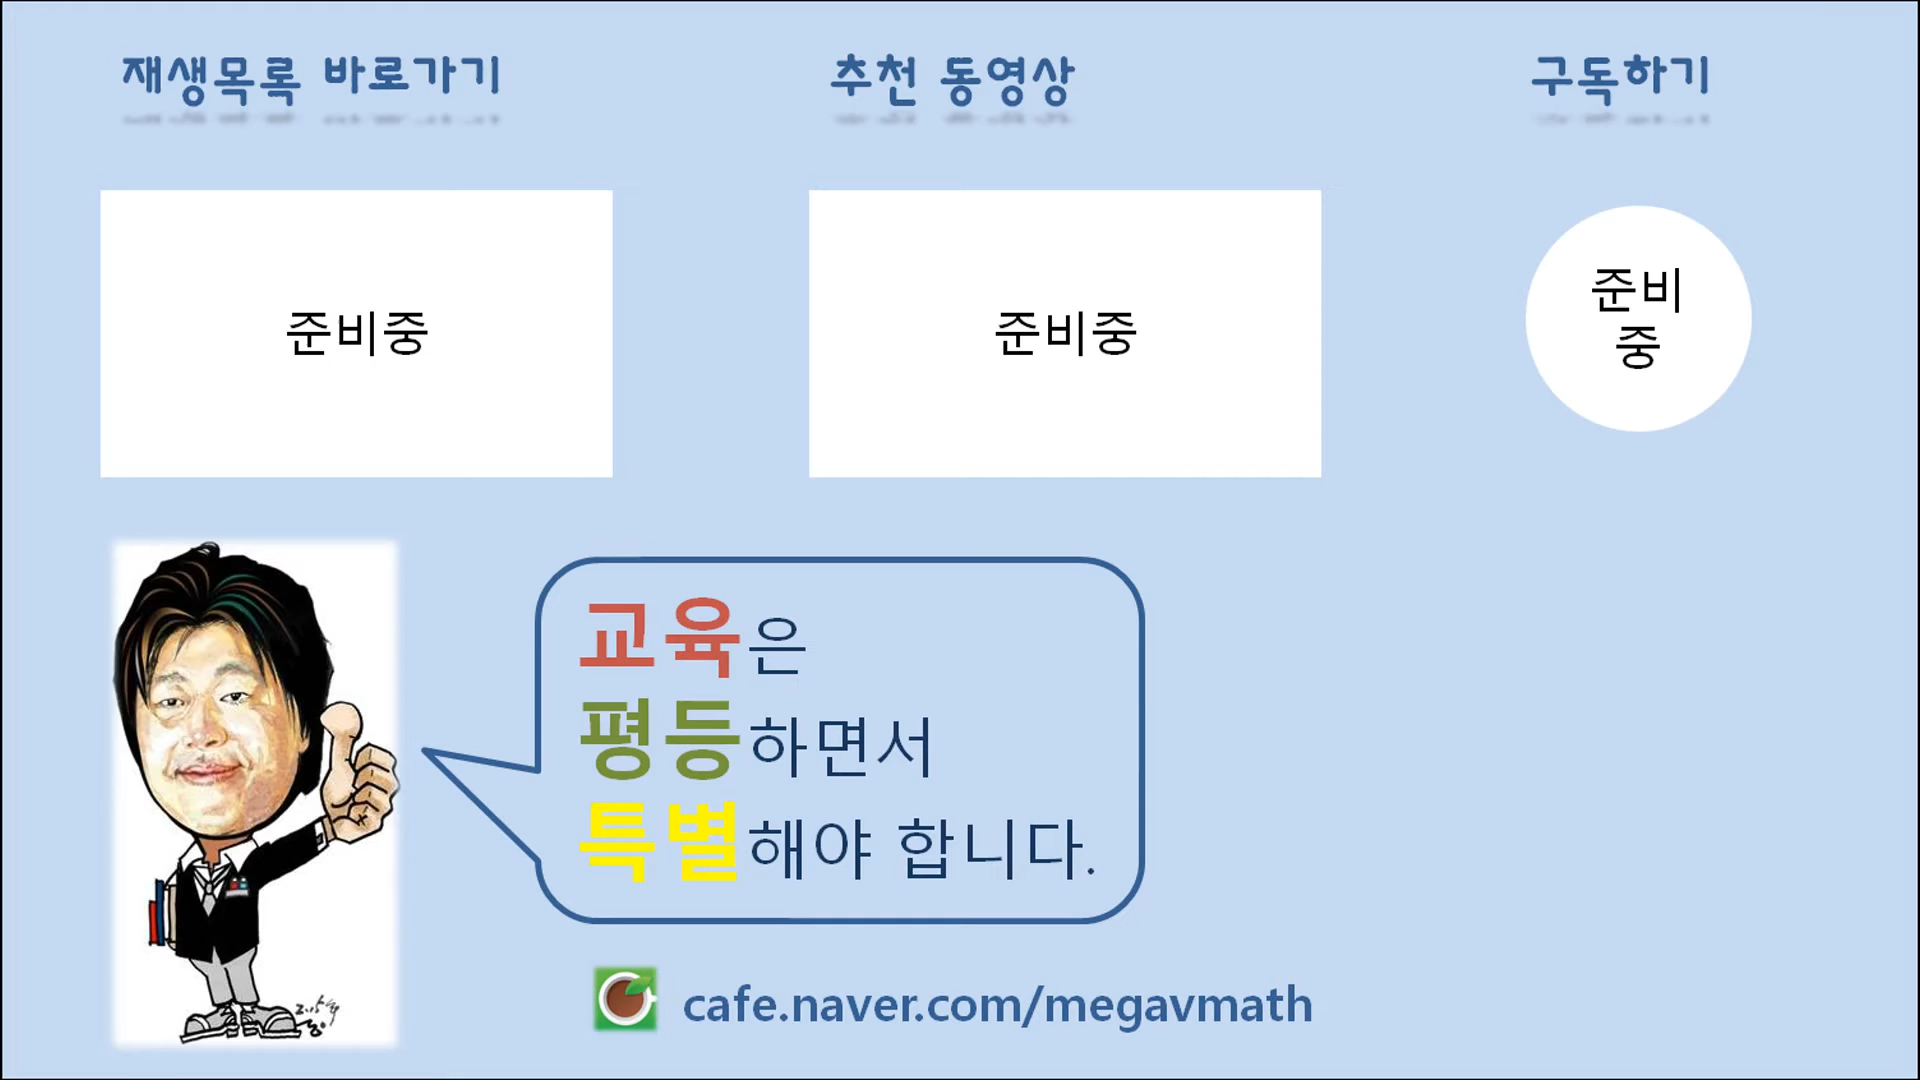 재생목록 바로가기
추천 동영상
구독하기
준비중
준비중
준비
중
교육은
평등하면서
특별해야 합니다.
cafe.naver.com/megavmath